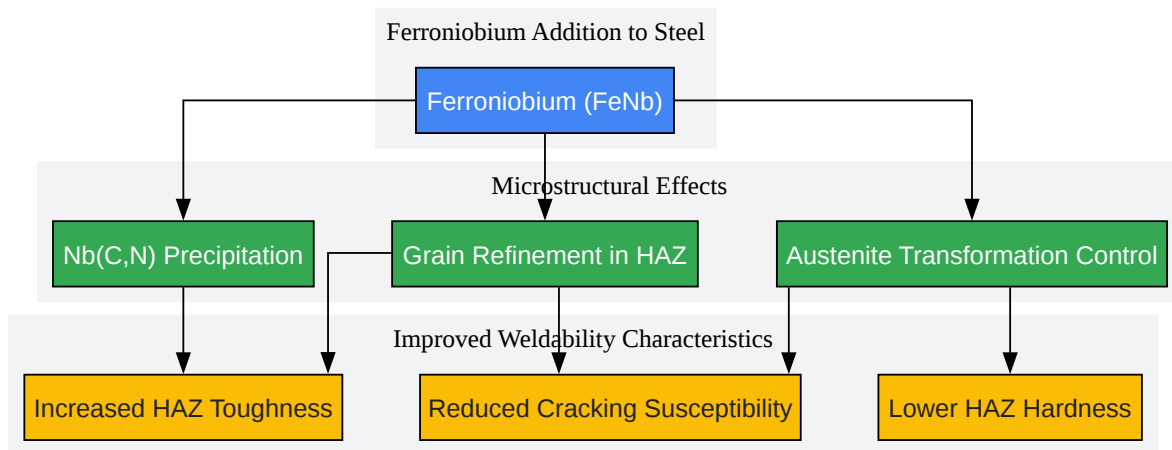 Ferroniobium Addition to Steel
Ferroniobium (FeNb)
Microstructural Effects
Nb(C,N) Precipitation
Grain Refinement in HAZ
Austenite Transformation Control
Improved Weldability Characteristics
Increased HAZ Toughness
Reduced Cracking Susceptibility
Lower HAZ Hardness